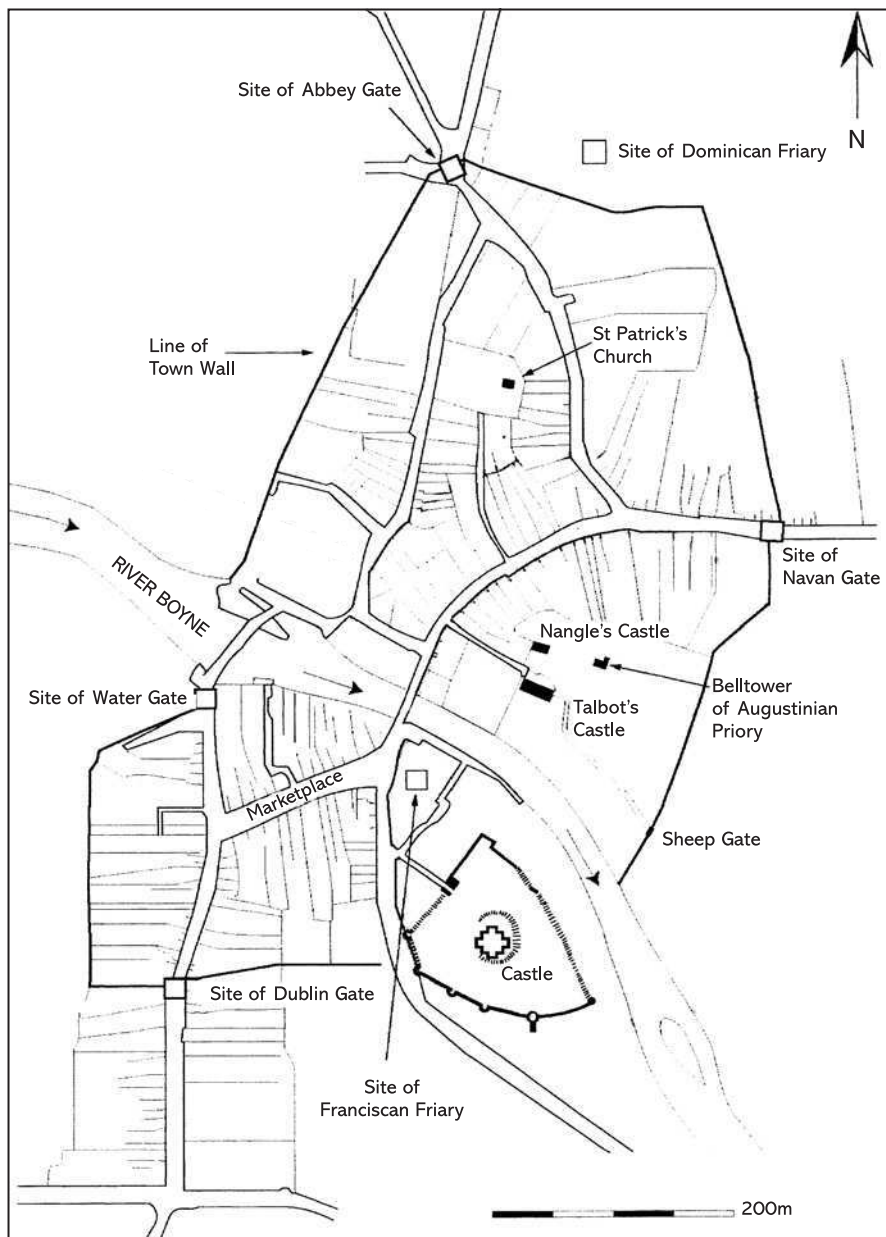 Site of Abbey Gate
N
Site of Dominican Friary
St Patrick's
Church
Line of
Town Wall
Site of
Navan Gate
RIVER BOYNE
Nangle's Castle
Site of Water Gate
Talbot's
Castle
Belltower
of Augustinian
Priory
Marketplace
Sheep Gate
Castle
Site of Dublin Gate
Site of
Franciscan Friary
200m